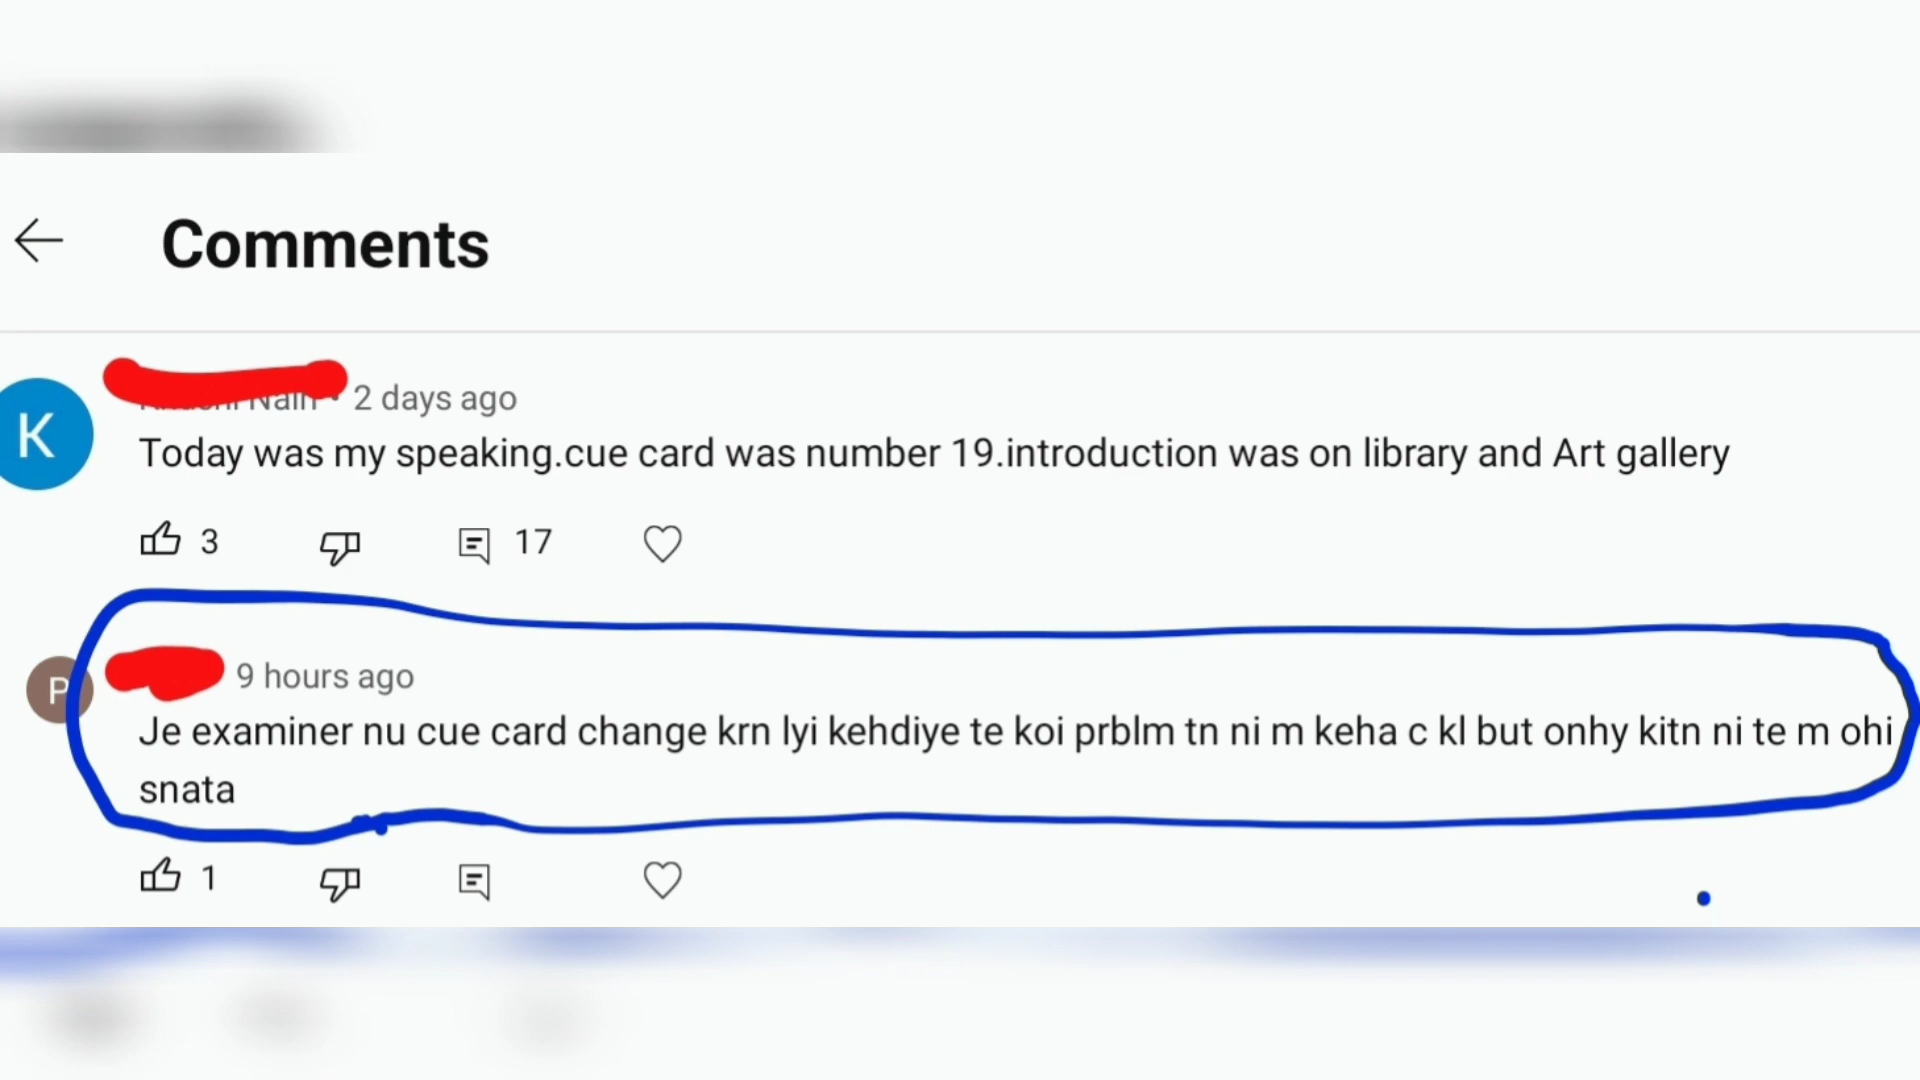 Comments
Nain • 2 days ago
K
Today was my speaking.cue card was number 19.introduction was on library and Art gallery
3 17
P
9 hours ago
Je examiner nu cue card change krn lyi kehdiye te koi prblm tn ni m keha c kl but onhy kitn ni te m ohi
snata
1